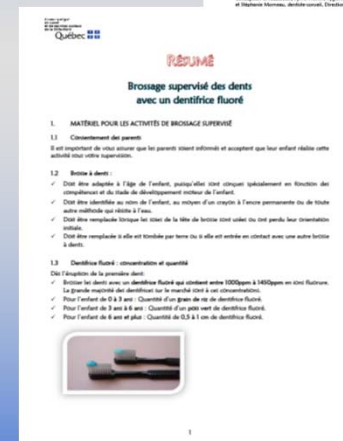 et Stéphanie Morneau, dentiste-conseil, Direction
Québec
RÉSUMÉ
Brossage supervisé des dents
avec un dentifrice fluoré
1. MATÉRIEL POUR LES ACTIVITÉS DE BROSSAGE SUPERVISÉ
1.1 Consentement des parents
Il est important de vous assurer que les parents soient informés et acceptent que leur enfant réalise cette
activité sous votre supervision.
1.2 Brosse à dents :
✓ Doit être adaptée à l'âge de l'enfant, puisqu'elles sont conçues spécialement en fonction des
compétences et du stade de développement moteur de l'enfant.
✓ Doit être identifiée au nom de l'enfant, au moyen d'un crayon à l'encre permanente ou de toute
autre méthode qui résiste à l'eau.
✓ Doit être remplacée lorsque les soies de la tête de brosse sont usées ou ont perdu leur orientation
initiale.
✓ Doit être remplacée si elle est tombée par terre ou si elle est entrée en contact avec une autre brosse
à dents.
1.3 Dentifrice fluoré : concentration et quantité
Dès l'éruption de la première dent:
✓ Brosser les dents avec un dentifrice fluoré qui contient entre 1000ppm à 1450ppm en ions fluorure.
La grande majorité des dentifrices sur le marché sont à ces concentrations.
✓ Pour l'enfant de 0 à 3 ans : Quantité d'un grain de riz de dentifrice fluoré.
✓ Pour l'enfant de 3 ans à 6 ans : Quantité d'un pois vert de dentifrice fluoré.
✓ Pour l'enfant de 6 ans et plus : Quantité de 0,5 à 1 cm de dentifrice fluoré.
1